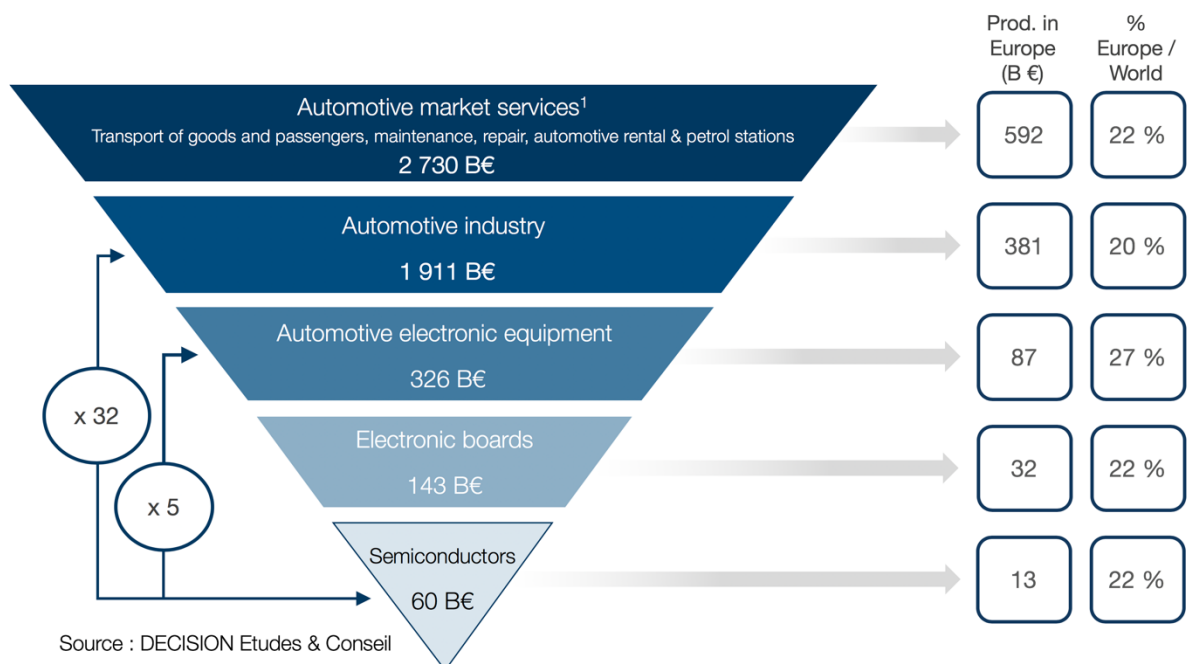 Prod. in
Europe
(B €)
%
Europe /
World
Automotive market services¹
Transport of goods and passengers, maintenance, repair, automotive rental & petrol stations
2 730 B€
592
22 %
Automotive industry
1 911 B€
381
20 %
Automotive electronic equipment
326 B€
87
27 %
x 32
Electronic boards
143 B€
32
22 %
x 5
Semiconductors
60 B€
13
22 %
Source : DECISION Etudes & Conseil